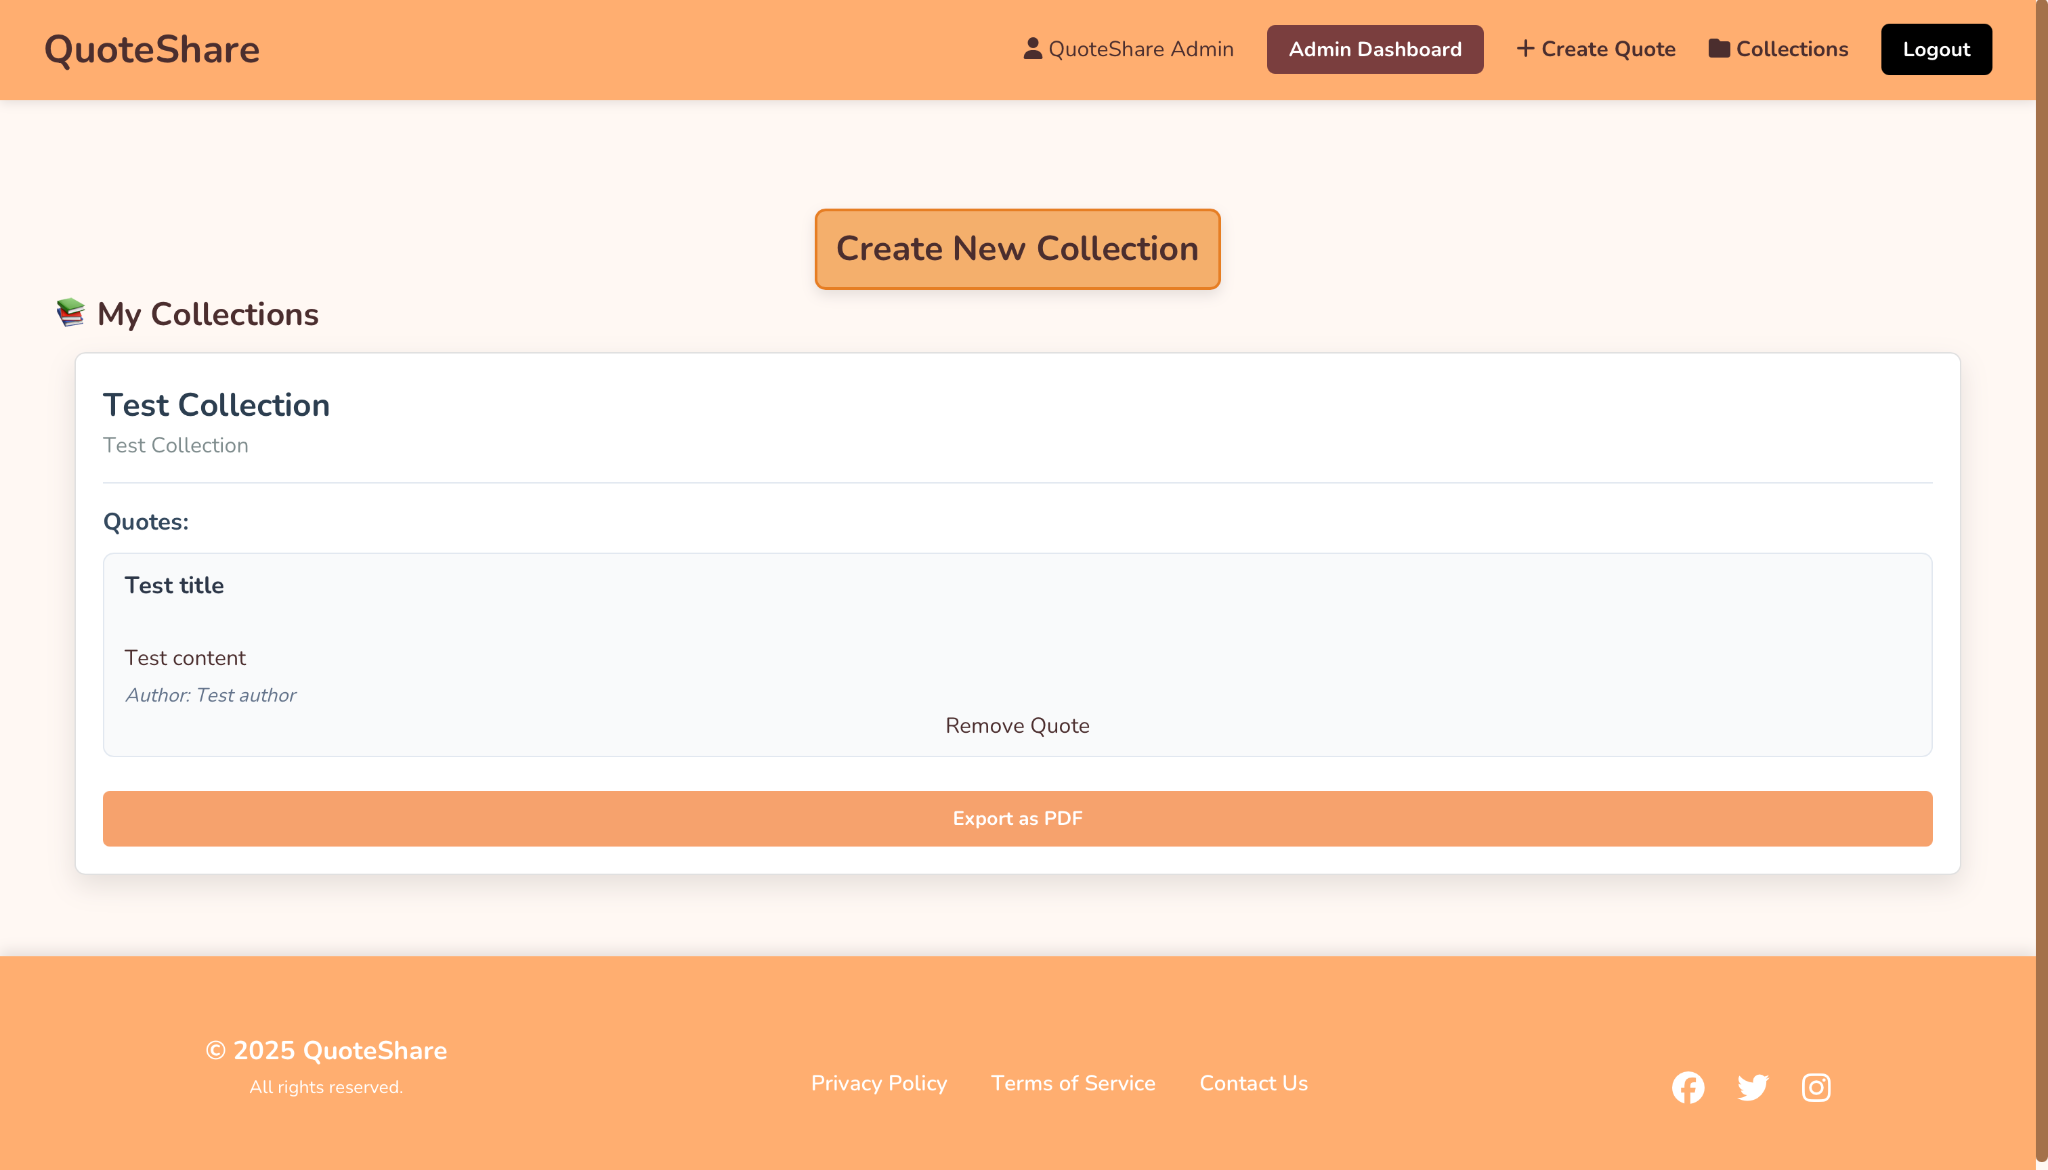 QuoteShare
QuoteShare Admin
Admin Dashboard
Create Quote
Collections
Logout
Create New Collection
My Collections
Test Collection
Test Collection
Quotes:
Test title
Test content
Author: Test author
Remove Quote
Export as PDF
© 2025 QuoteShare
All rights reserved.
Privacy Policy
Terms of Service
Contact Us